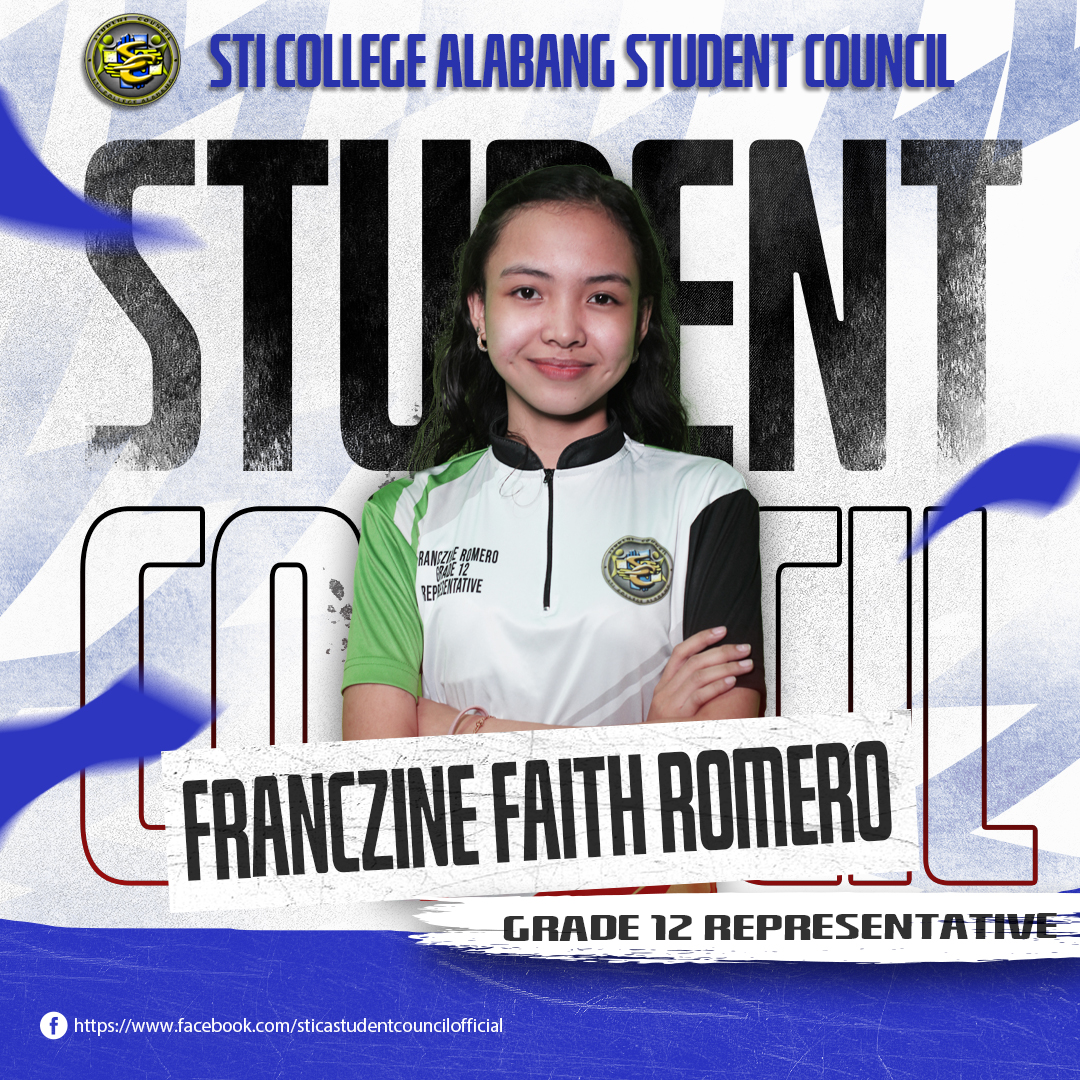 STI COLLEGE ALABANG STUDENT COUNCIL
STUDENT
FRANCZINE ROMERO
GRADE 12
REPRESENTATIVE
COUNCIL
FRANCZINE FAITH ROMERO
GRADE 12 REPRESENTATIVE
https://www.facebook.com/sticastudentcouncilofficial